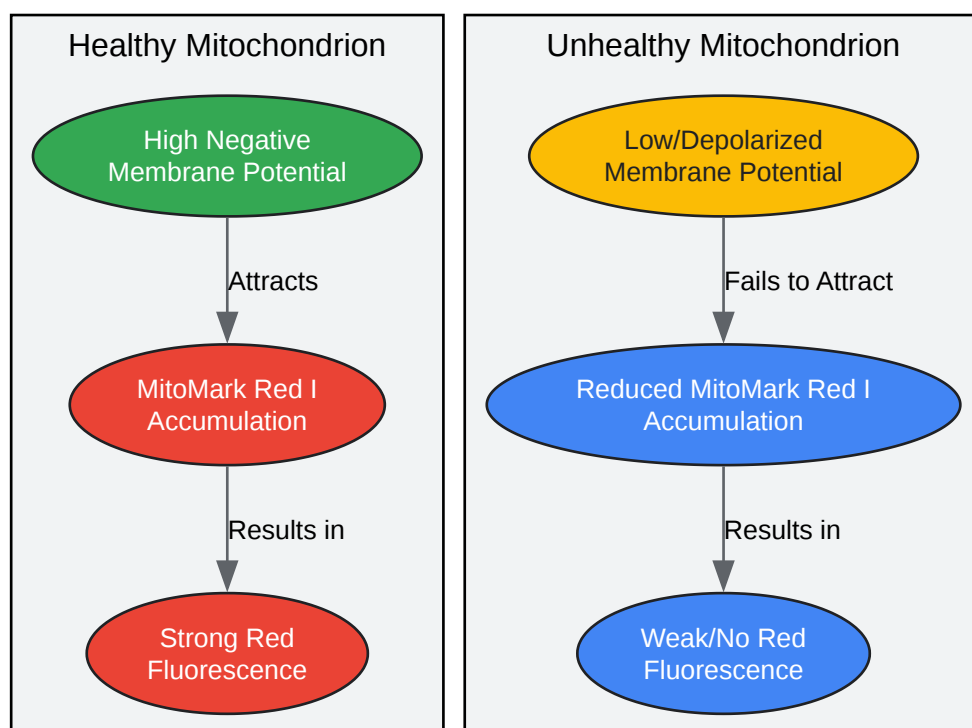 Healthy Mitochondrion
High Negative
Membrane Potential
Attracts
MitoMark Red I
Accumulation
Results in
Strong Red
Fluorescence
Unhealthy Mitochondrion
Low/Depolarized
Membrane Potential
Fails to Attract
Reduced MitoMark Red I
Accumulation
Results in
Weak/No Red
Fluorescence